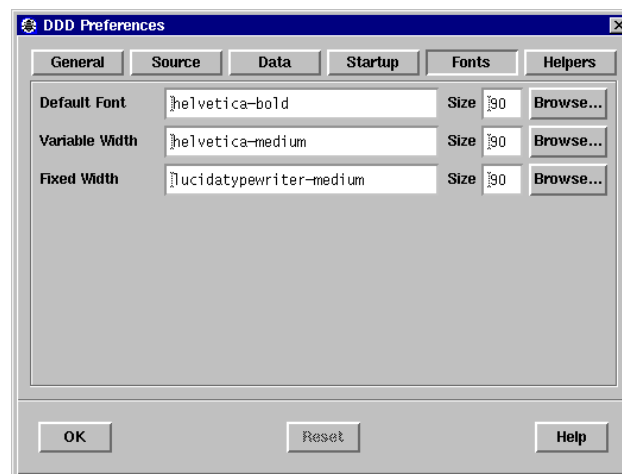 DDD Preferences
General Source Data Startup Fonts Helpers
Default Font helvetica-bold Size 90 Browse...
Variable Width helvetica-medium Size 90 Browse...
Fixed Width lucidatypewriter-medium Size 90 Browse...
OK Reset Help